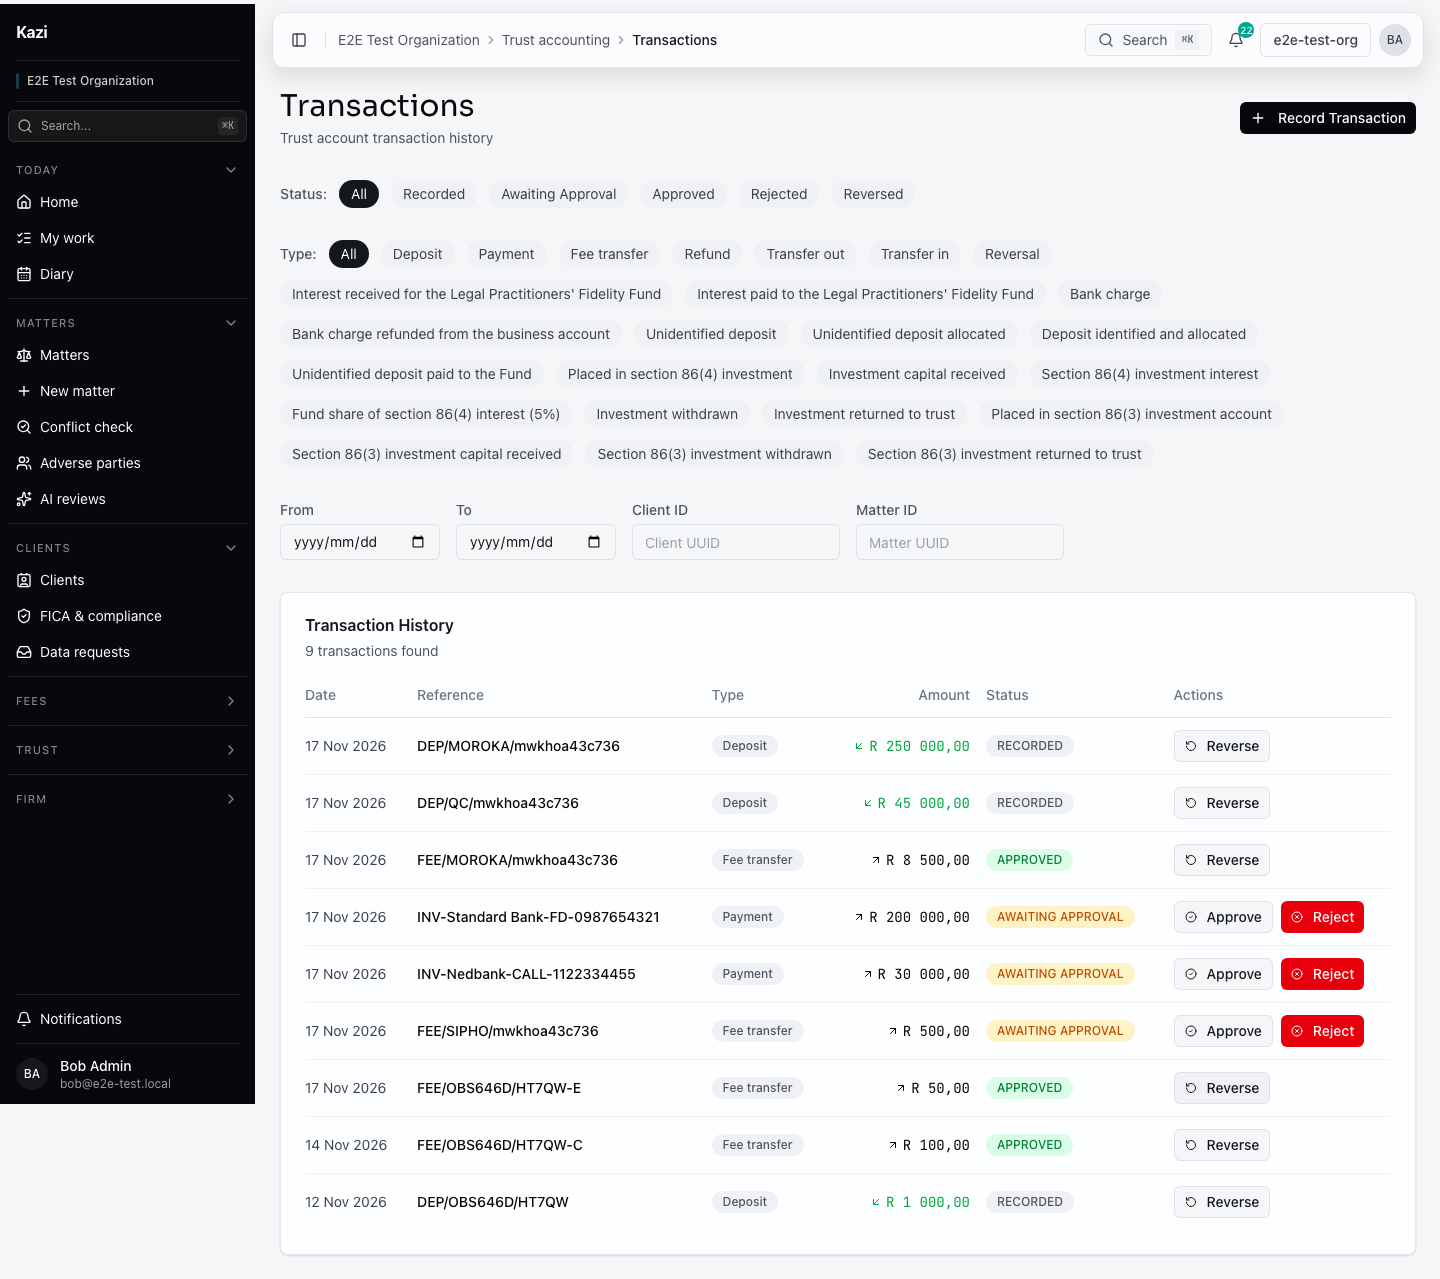 Kazi
E2E Test Organization
Search... ⌘K
TODAY
Home
My work
Diary
MATTERS
Matters
New matter
Conflict check
Adverse parties
AI reviews
CLIENTS
Clients
FICA & compliance
Data requests
FEES
TRUST
FIRM
Notifications
BA
Bob Admin
bob@e2e-test.local
E2E Test Organization > Trust accounting > Transactions
Search ⌘K
22
e2e-test-org
BA
Transactions
Trust account transaction history
Record Transaction
Status: All Recorded Awaiting Approval Approved Rejected Reversed
Type: All Deposit Payment Fee transfer Refund Transfer out Transfer in Reversal
Interest received for the Legal Practitioners' Fidelity Fund Interest paid to the Legal Practitioners' Fidelity Fund Bank charge
Bank charge refunded from the business account Unidentified deposit Unidentified deposit allocated Deposit identified and allocated
Unidentified deposit paid to the Fund Placed in section 86(4) investment Investment capital received Section 86(4) investment interest
Fund share of section 86(4) interest (5%) Investment withdrawn Investment returned to trust Placed in section 86(3) investment account
Section 86(3) investment capital received Section 86(3) investment withdrawn Section 86(3) investment returned to trust
From To Client ID Matter ID
yyyy/mm/dd yyyy/mm/dd Client UUID Matter UUID
Transaction History
9 transactions found
Date Reference Type Amount Status Actions
17 Nov 2026 DEP/MOROKA/mwkhoa43c736 Deposit R 250 000,00 RECORDED Reverse
17 Nov 2026 DEP/QC/mwkhoa43c736 Deposit R 45 000,00 RECORDED Reverse
17 Nov 2026 FEE/MOROKA/mwkhoa43c736 Fee transfer R 8 500,00 APPROVED Reverse
17 Nov 2026 INV-Standard Bank-FD-0987654321 Payment R 200 000,00 AWAITING APPROVAL Approve Reject
17 Nov 2026 INV-Nedbank-CALL-1122334455 Payment R 30 000,00 AWAITING APPROVAL Approve Reject
17 Nov 2026 FEE/SIPHO/mwkhoa43c736 Fee transfer R 500,00 AWAITING APPROVAL Approve Reject
17 Nov 2026 FEE/OBS646D/HT7QW-E Fee transfer R 50,00 APPROVED Reverse
14 Nov 2026 FEE/OBS646D/HT7QW-C Fee transfer R 100,00 APPROVED Reverse
12 Nov 2026 DEP/OBS646D/HT7QW Deposit R 1 000,00 RECORDED Reverse